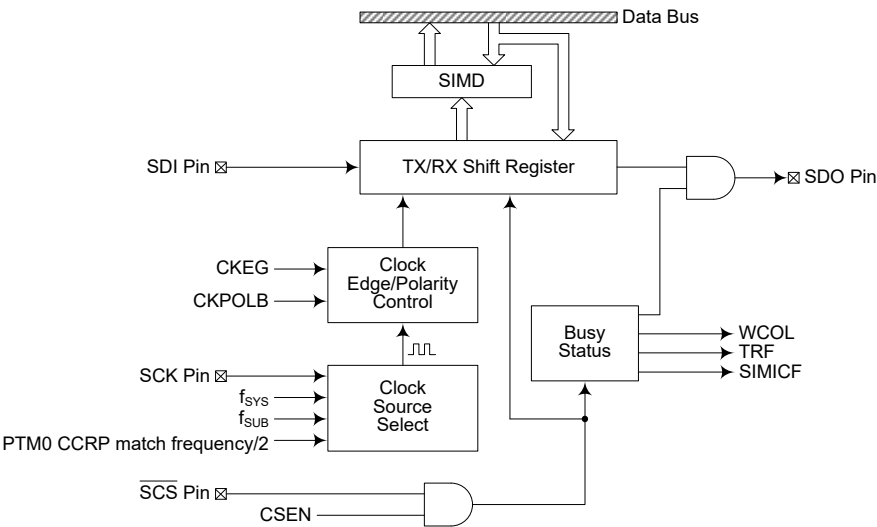 Data Bus
SIMD
SDI Pin
TX/RX Shift Register
SDO Pin
CKEG
CKPOLB
Clock
Edge/Polarity
Control
Busy
Status
WCOL
TRF
SIMICF
SCK Pin
fSYS
fSUB
PTM0 CCRP match frequency/2
Clock
Source
Select
SCS Pin
CSEN